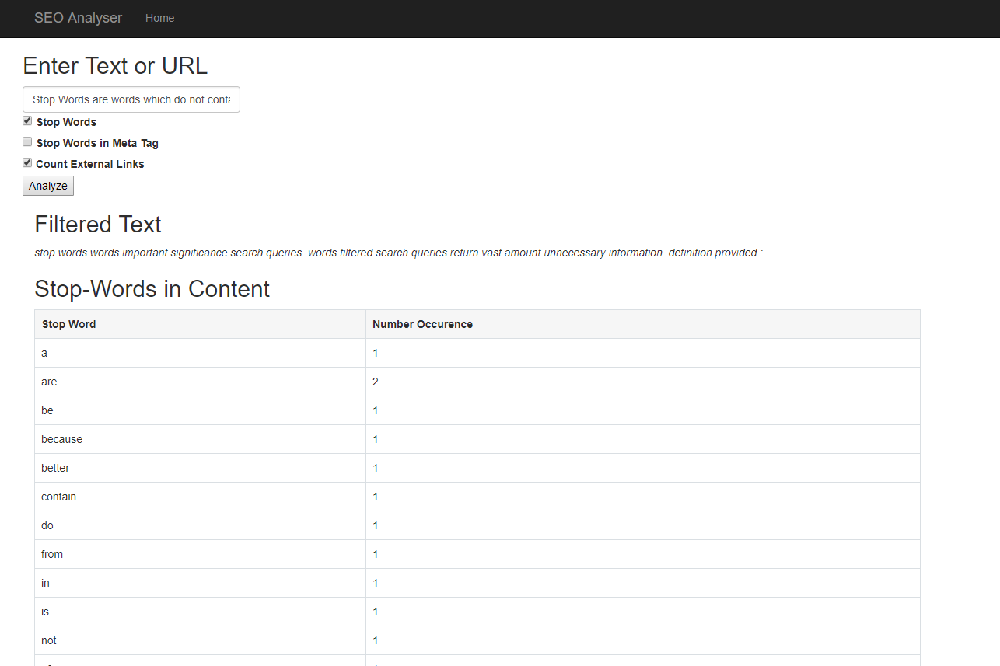 SEO Analyser Home
Enter Text or URL
Stop Words are words which do not
Stop Words
Stop Words in Meta Tag
Count External Links
Analyze
Filtered Text
stop words words important significance search queries. words filtered search queries return vast amount unnecessary information. definition provided :
Stop-Words in Content
Stop Word Number Occurence
a 1
are 2
be 1
because 1
better 1
contain 1
do 1
from 1
in 1
is 1
not 1